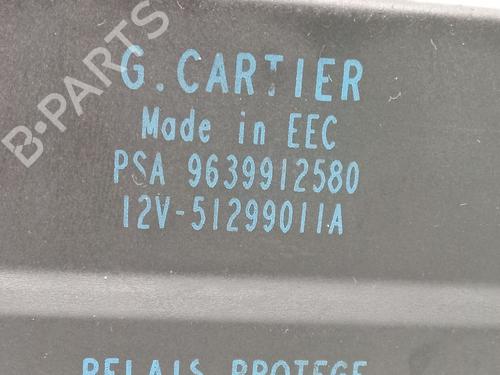 G.CARTIER
Made in EEC
PSA 9639912580
12V-51299011A
RELAIS PROTEGE
B-PARTS